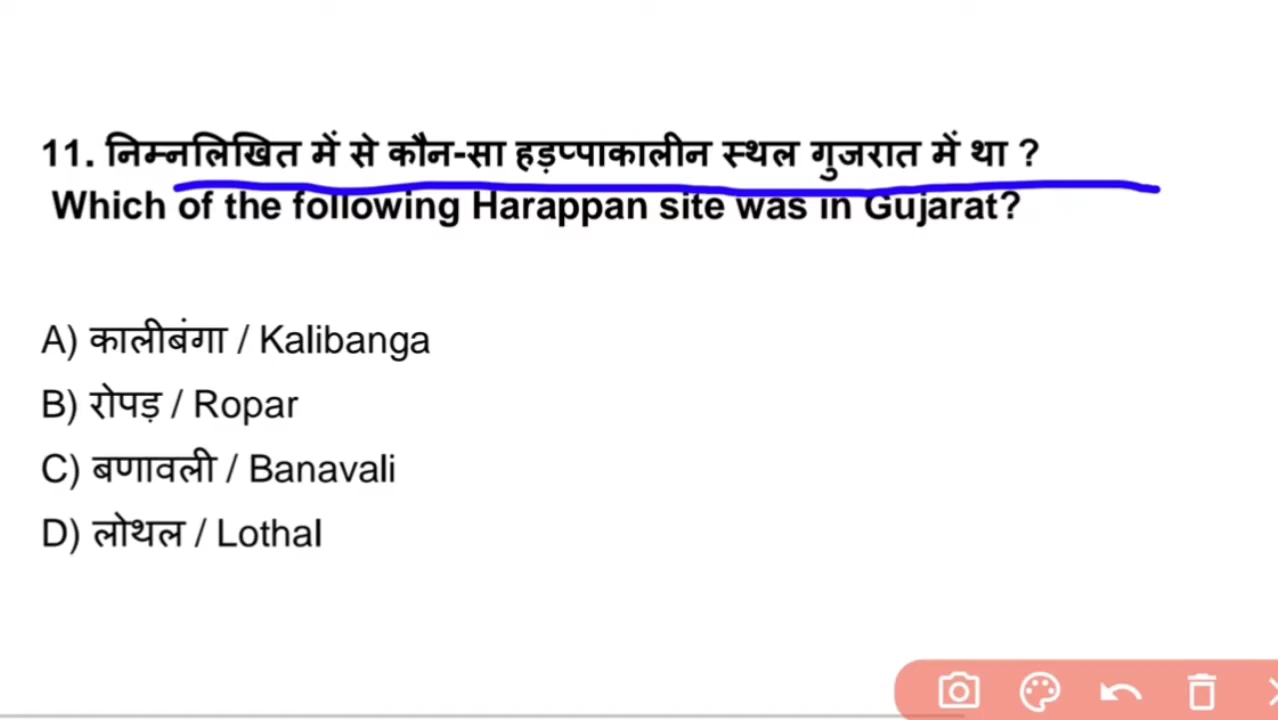 11. निम्नलिखित में से कौन-सा हड़प्पाकालीन स्थल गुजरात में था ?
Which of the following Harappan site was in Gujarat?
A) कालीबंगा / Kalibanga
B) रोपड़ / Ropar
C) बणावली / Banavali
D) लोथल / Lothal